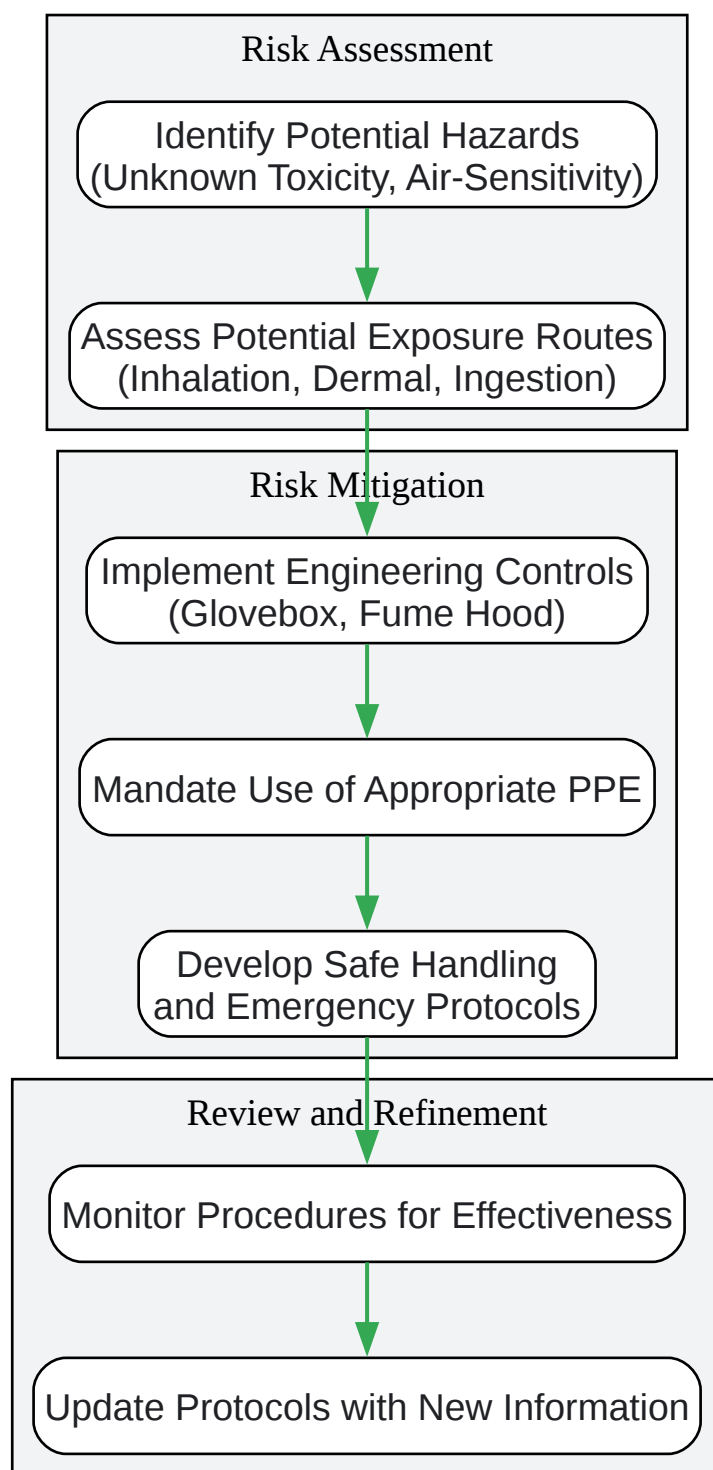 Risk Assessment
Identify Potential Hazards
(Unknown Toxicity, Air-Sensitivity)
Assess Potential Exposure Routes
(Inhalation, Dermal, Ingestion)
Risk Mitigation
Implement Engineering Controls
(Glovebox, Fume Hood)
Mandate Use of Appropriate PPE
Develop Safe Handling
and Emergency Protocols
Review and Refinement
Monitor Procedures for Effectiveness
Update Protocols with New Information